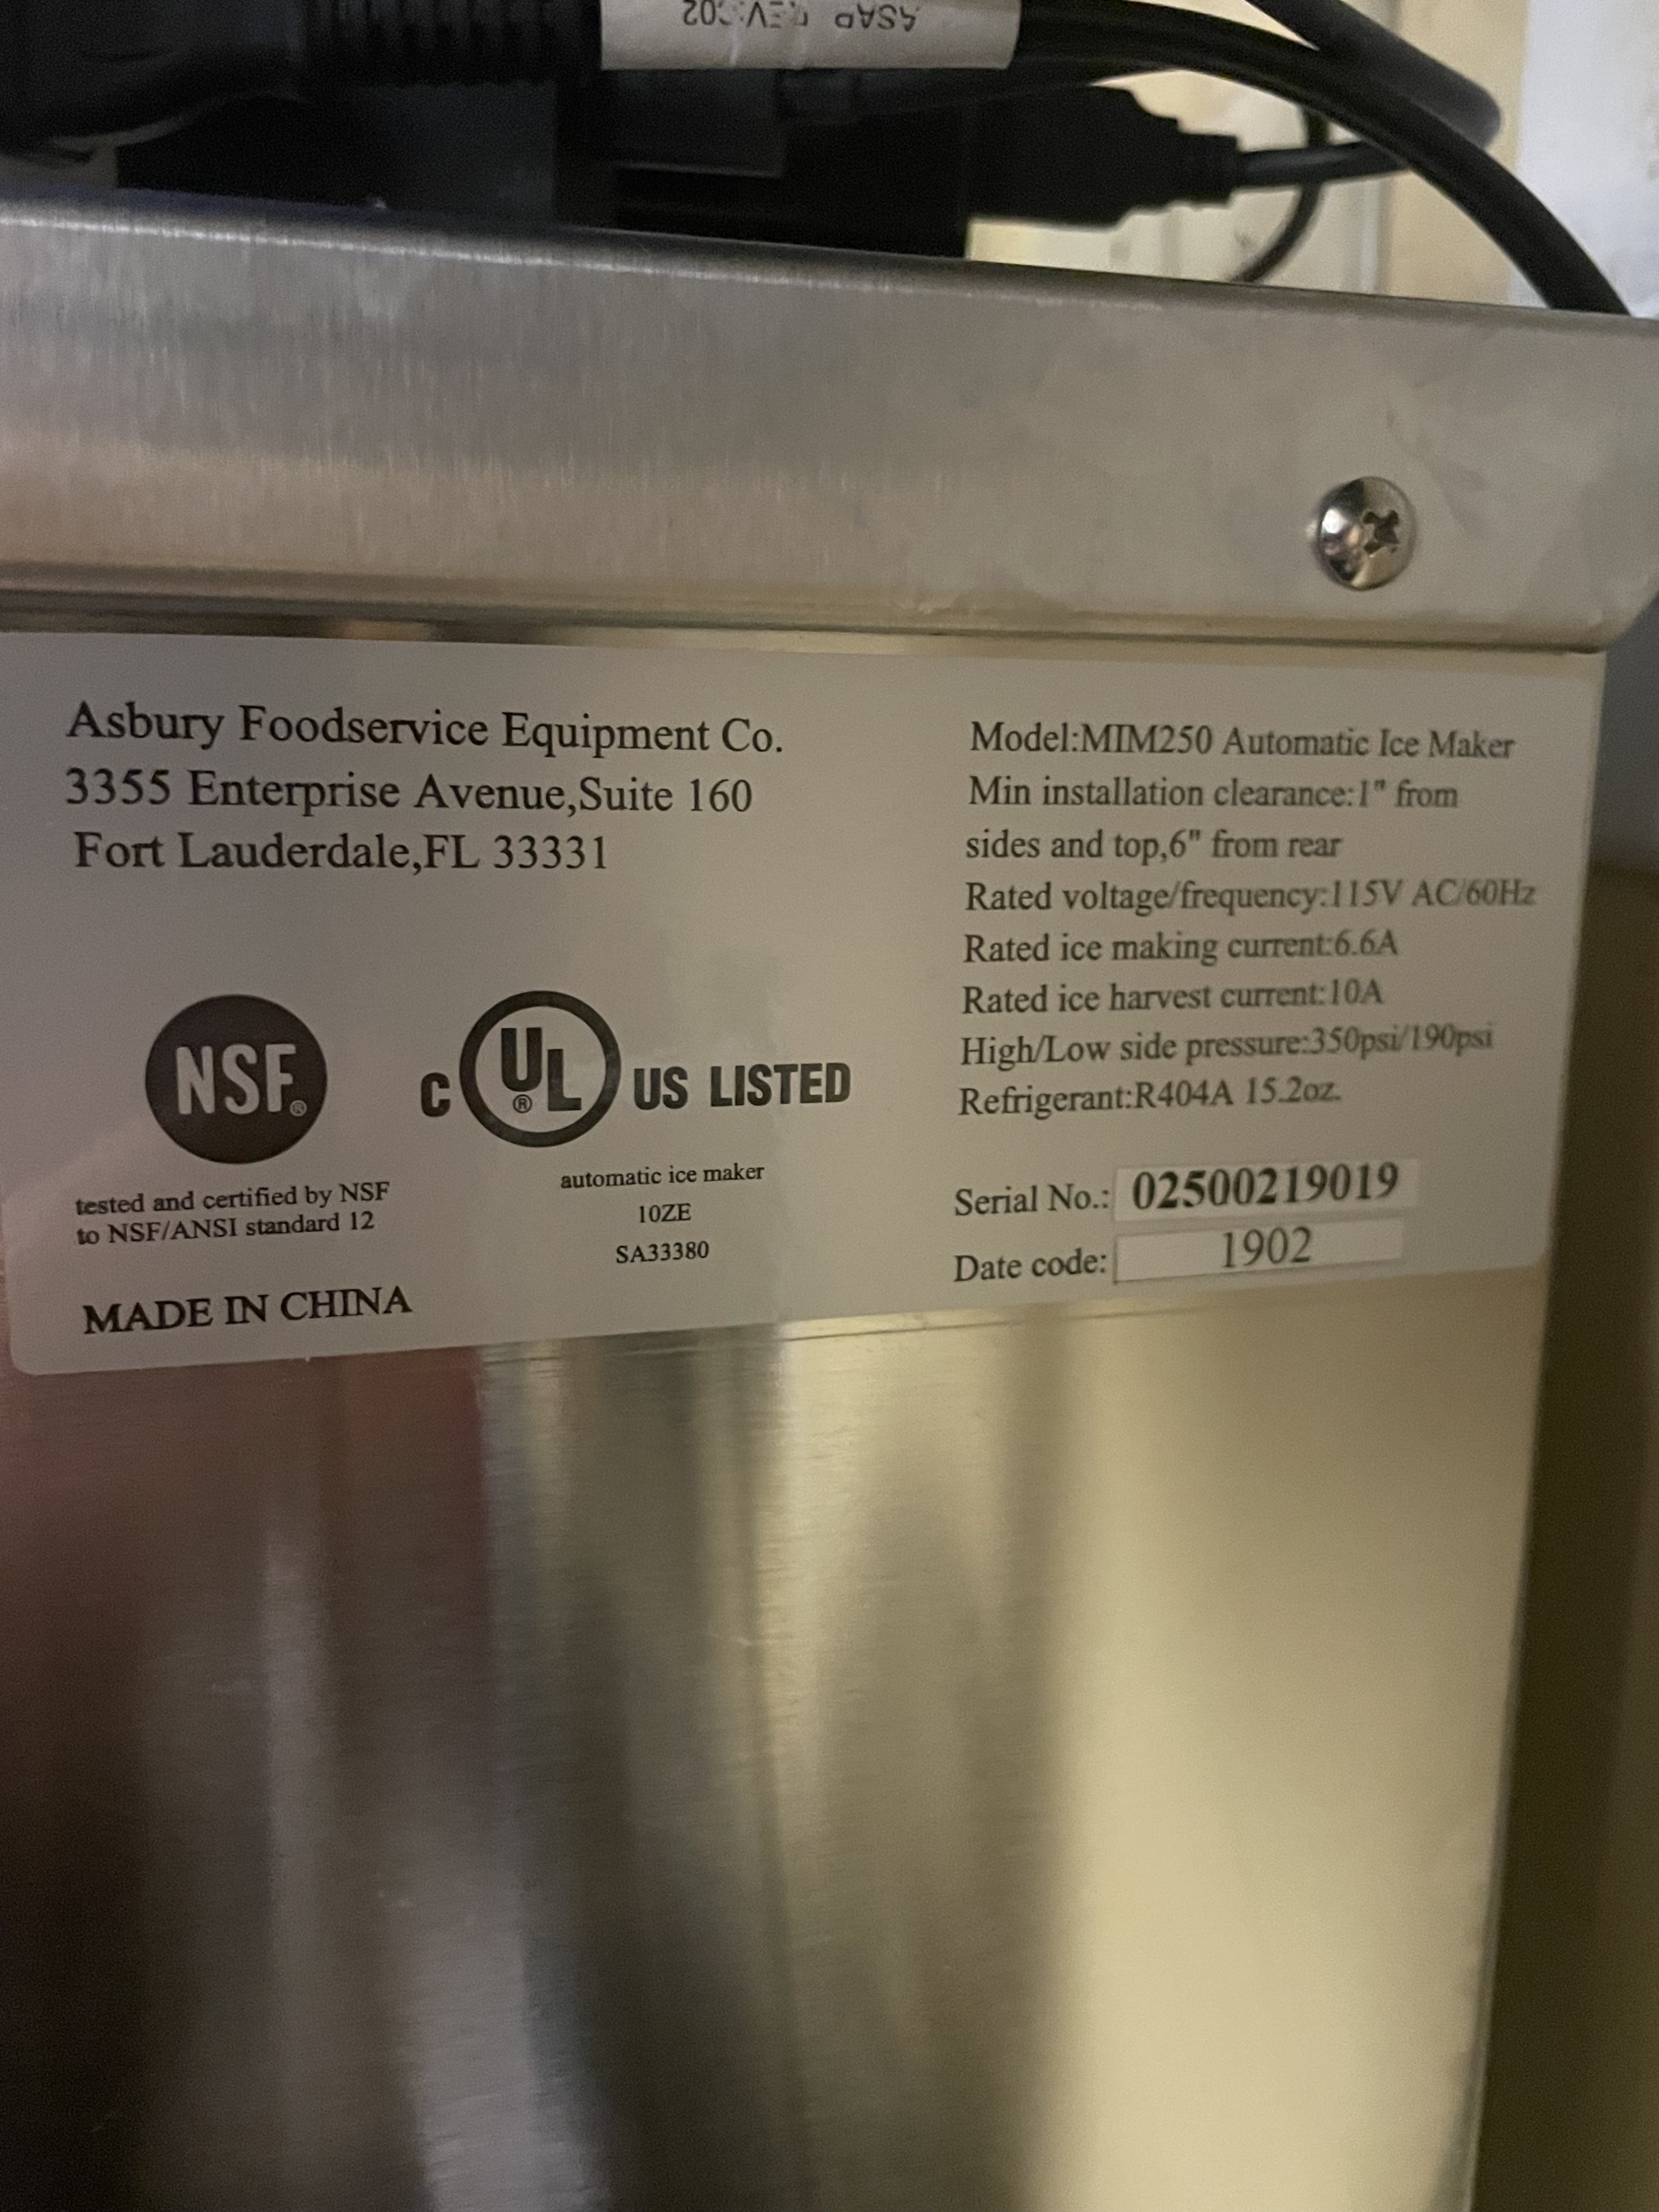 Asbury Foodservice Equipment Co.
3355 Enterprise Avenue,Suite 160
Fort Lauderdale,FL 33331
NSF®
tested and certified by NSF
to NSF/ANSI standard 12
MADE IN CHINA
C UL® US LISTED
automatic ice maker
10ZE
SA33380
Model:MIM250 Automatic Ice Maker
Min installation clearance:1" from
sides and top,6" from rear
Rated voltage/frequency:115V AC/60Hz
Rated ice making current:6.6A
Rated ice harvest current:10A
High/Low side pressure:350psi/190psi
Refrigerant:R404A 15.2oz.
Serial No.: 02500219019
Date code: 1902